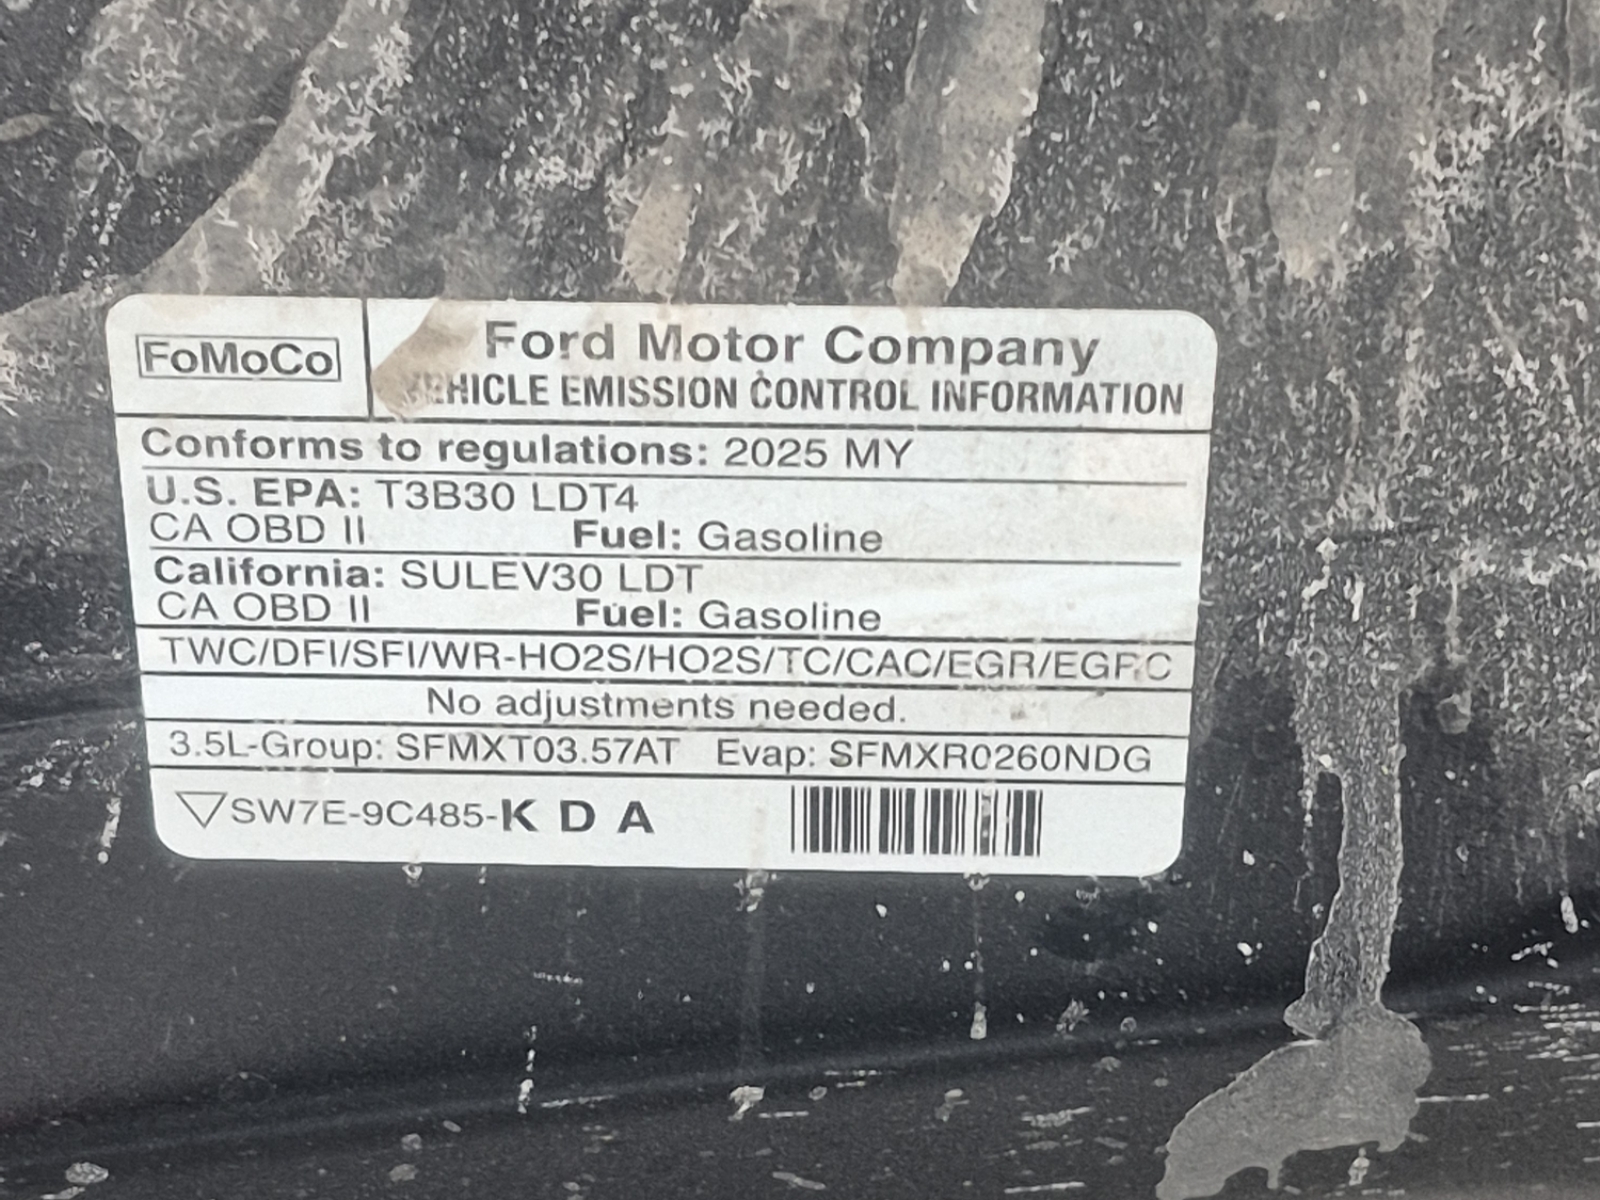 FoMoCo
Ford Motor Company
VEHICLE EMISSION CONTROL INFORMATION
Conforms to regulations: 2025 MY
U.S. EPA: T3B30 LDT4
CA OBD II Fuel: Gasoline
California: SULEV30 LDT
CA OBD II Fuel: Gasoline
TWC/DFI/SFI/WR-HO2S/HO2S/TC/CAC/EGR/EGRC
No adjustments needed.
3.5L-Group: SFMXT03.57AT Evap: SFMXR0260NDG
▽SW7E-9C485-K D A